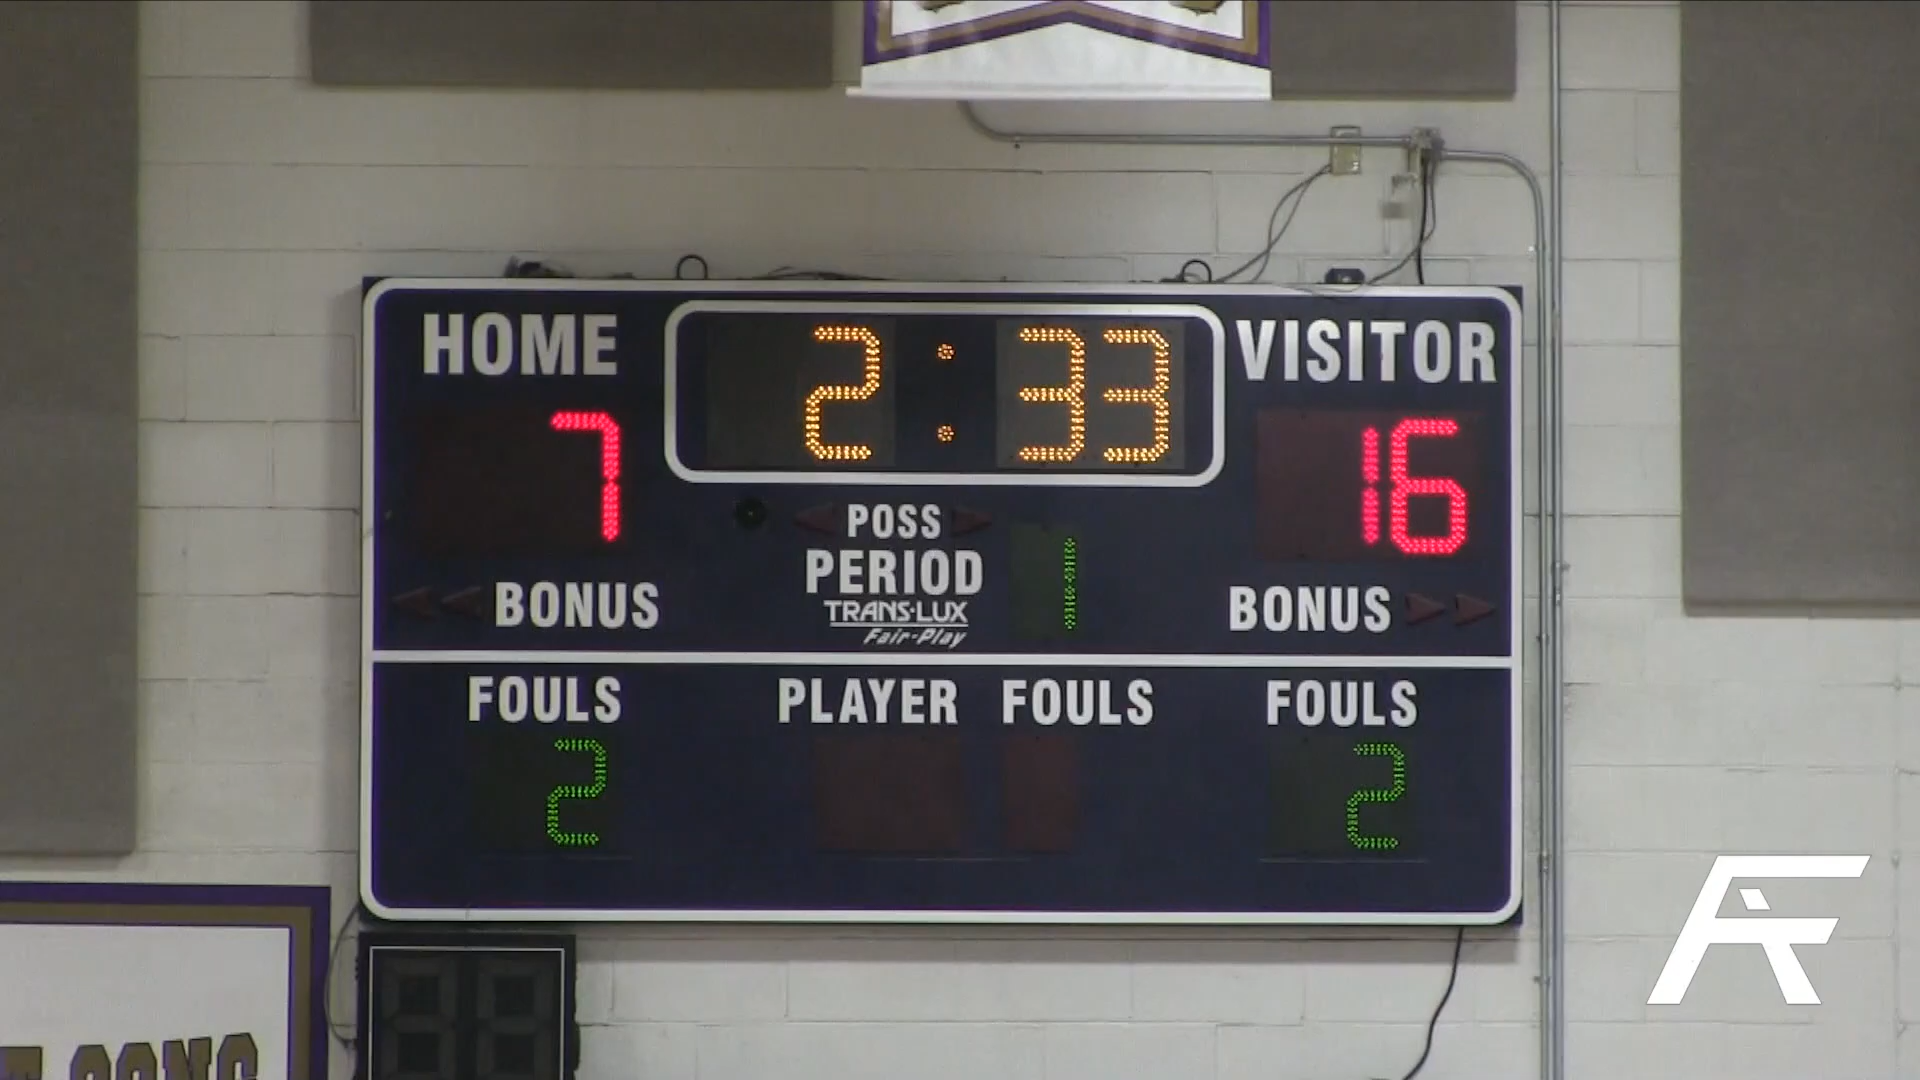 HOME 2:33 VISITOR
7 16
POSS
PERIOD 1
TRANS·LUX
Fair-Play
BONUS BONUS
FOULS PLAYER FOULS FOULS
2 2